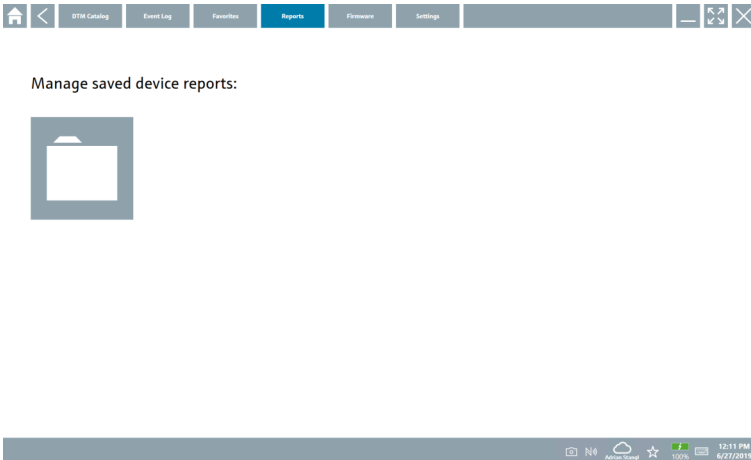 DTM Catalog
Event Log
Favorites
Reports
Firmware
Settings
Manage saved device reports:
Adrian Stangl
100%
12:11 PM
6/27/2019